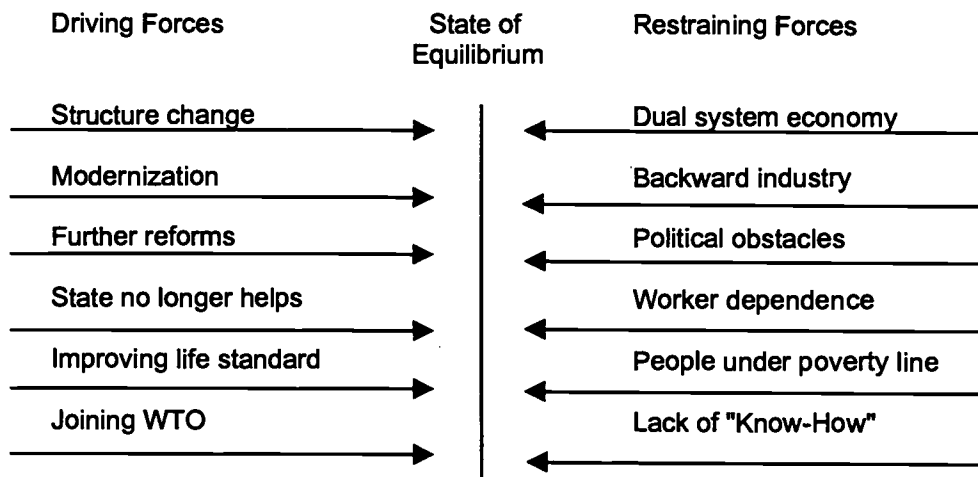 Driving Forces
State of
Equilibrium
Restraining Forces
Structure change
Dual system economy
Modernization
Backward industry
Further reforms
Political obstacles
State no longer helps
Worker dependence
Improving life standard
People under poverty line
Joining WTO
Lack of "Know-How"